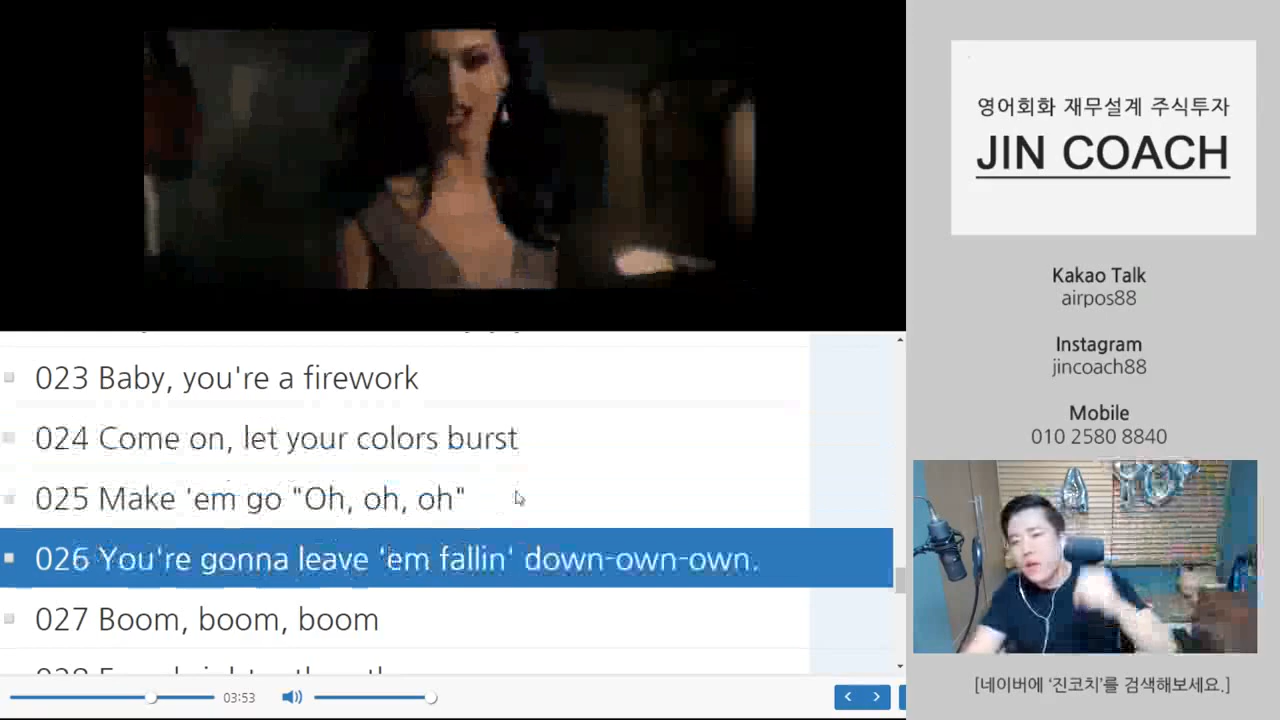 영어회화 재무설계 주식투자
JIN COACH
Kakao Talk
airpos88
Instagram
jincoach88
Mobile
010 2580 8840
A YOF
[네이버에 '진코치'를 검색해보세요.]
023 Baby, you're a firework
024 Come on, let your colors burst
025 Make 'em go "Oh, oh, oh"
026 You're gonna leave 'em fallin' down-own-own.
027 Boom, boom, boom
03:53